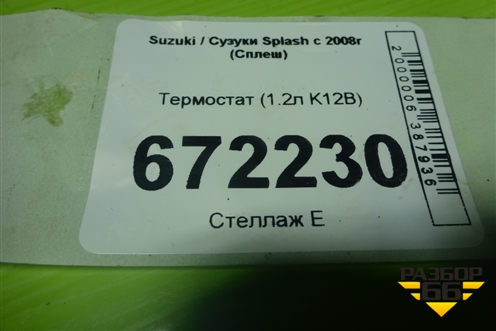 Suzuki / Сузуки Splash с 2008г
(Сплеш)
Термостат (1.2л K12B)
672230
Стеллаж Е
2000006387936
РАЗБОР
66